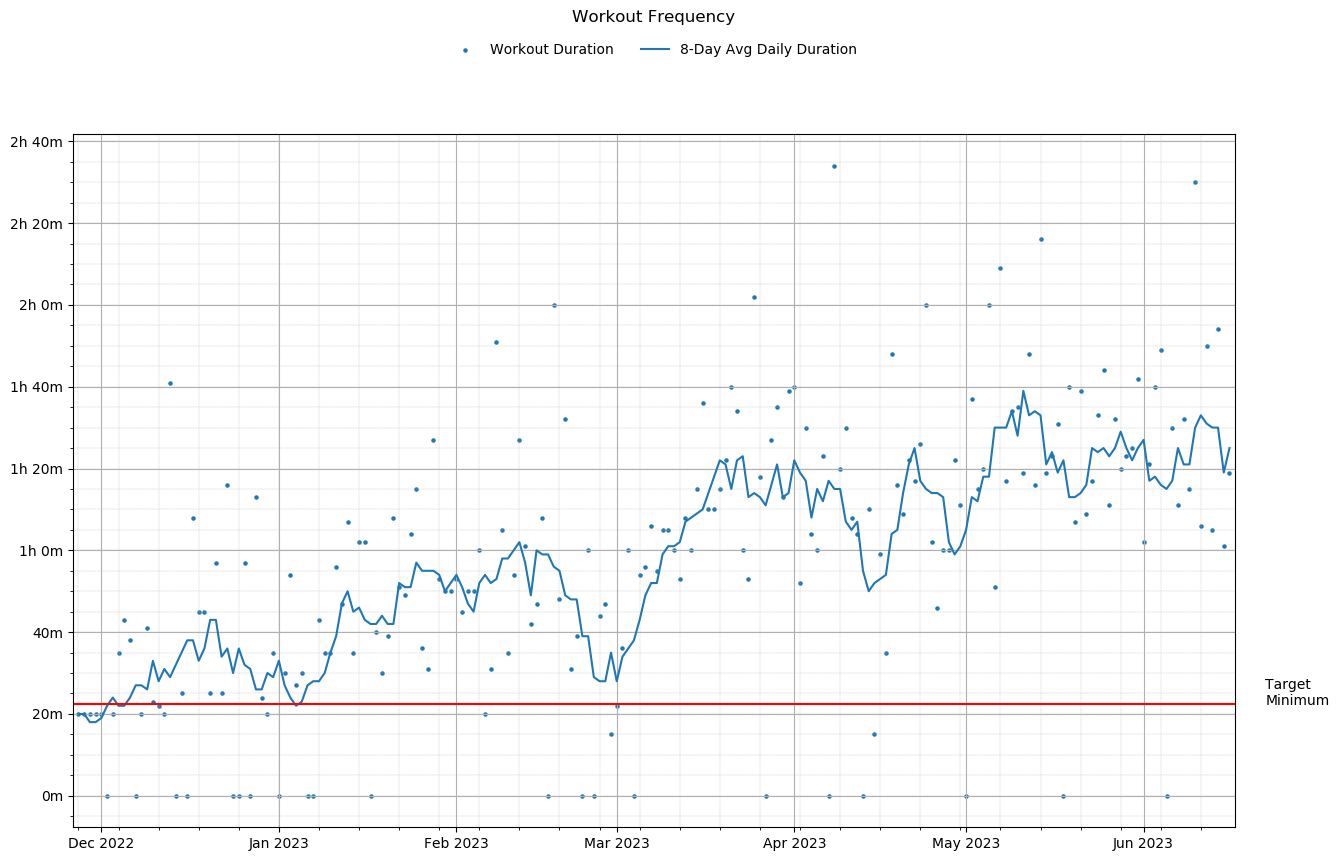 Workout Frequency
Workout Duration
8-Day Avg Daily Duration
2h 40m
2h 20m
2h 0m
1h 40m
1h 20m
1h 0m
40m
20m
0m
Target
Minimum
Dec 2022
Jan 2023
Feb 2023
Mar 2023
Apr 2023
May 2023
Jun 2023